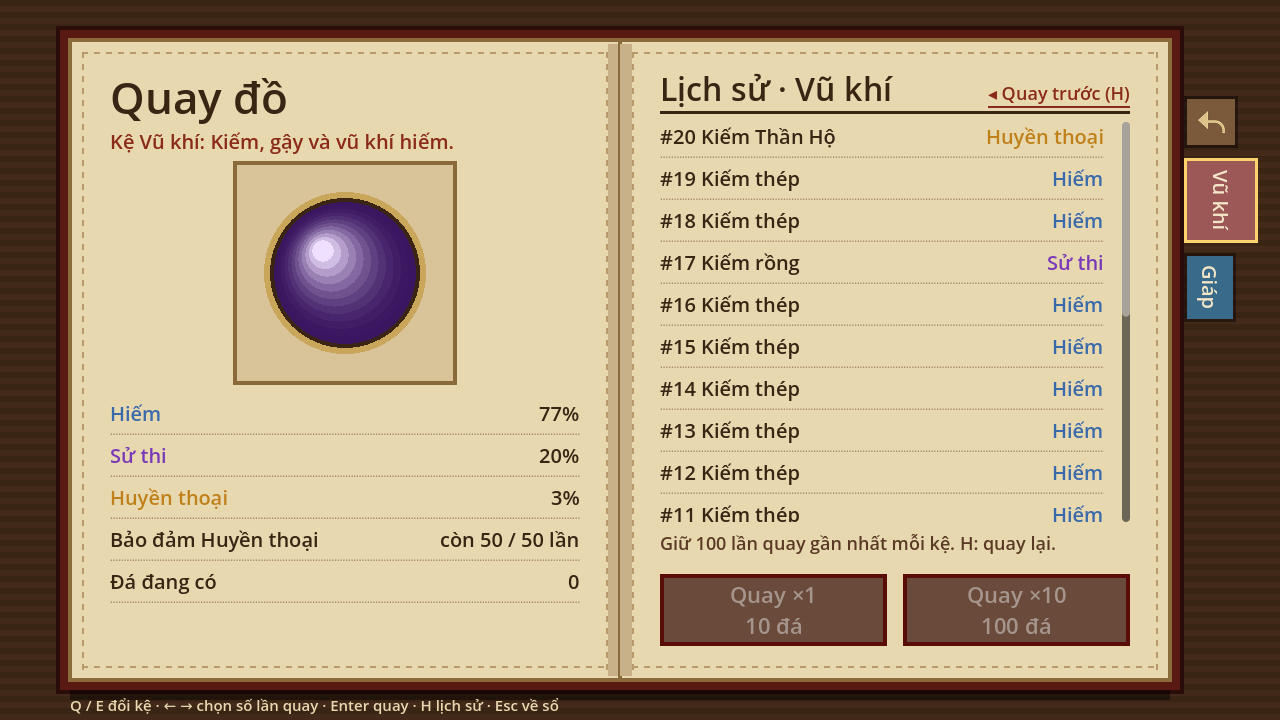 Quay đồ
Kệ Vũ khí: Kiếm, gậy và vũ khí hiếm.
Hiếm 77%
Sử thi 20%
Huyền thoại 3%
Bảo đảm Huyền thoại còn 50 / 50 lần
Đá đang có 0
Lịch sử · Vũ khí ◂ Quay trước (H)
#20 Kiếm Thần Hộ Huyền thoại
#19 Kiếm thép Hiếm
#18 Kiếm thép Hiếm
#17 Kiếm rồng Sử thi
#16 Kiếm thép Hiếm
#15 Kiếm thép Hiếm
#14 Kiếm thép Hiếm
#13 Kiếm thép Hiếm
#12 Kiếm thép Hiếm
#11 Kiếm thép Hiếm
Giữ 100 lần quay gần nhất mỗi kệ. H: quay lại.
Quay ×1
10 đá
Quay ×10
100 đá
Vũ khí
Giáp
Q / E đổi kệ · ← → chọn số lần quay · Enter quay · H lịch sử · Esc về sổ